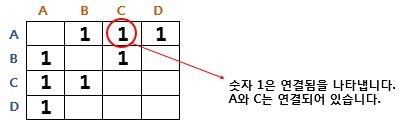 A B C D
A 1 1 1
B 1 1
C 1 1
D 1
숫자 1은 연결됨을 나타냅니다.
A와 C는 연결되어 있습니다.